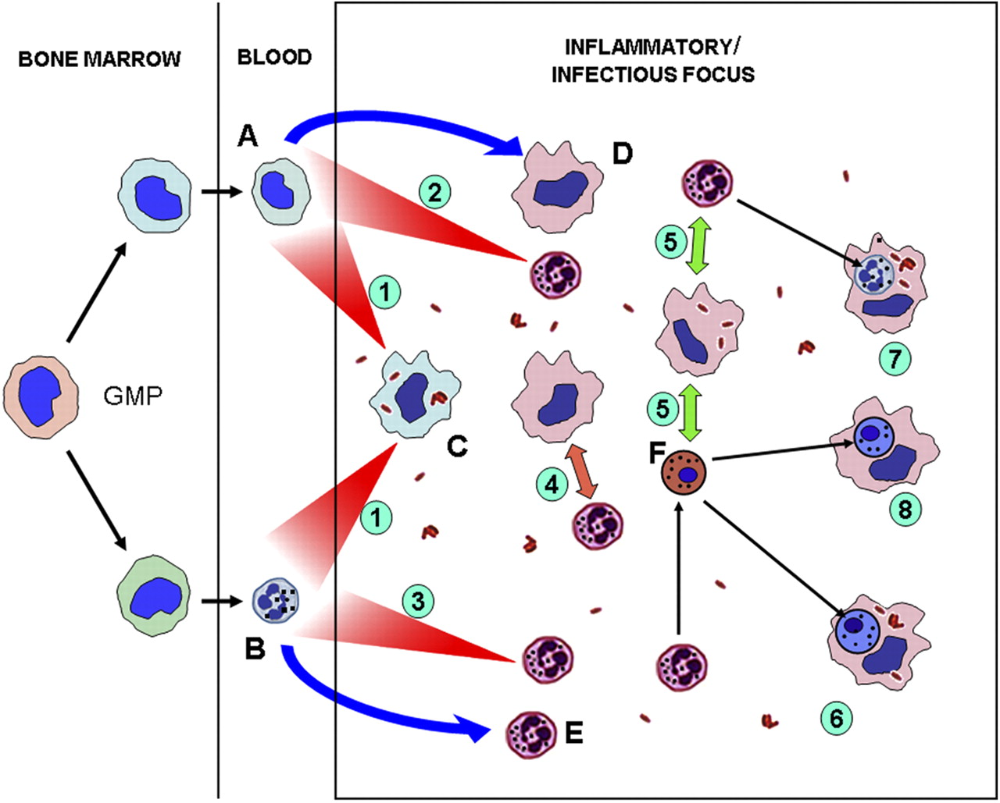 BONE MARROW
BLOOD
INFLAMMATORY/
INFECTIOUS FOCUS
A
D
2
5
1
7
GMP
C
5
F
4
8
1
3
B
6
E